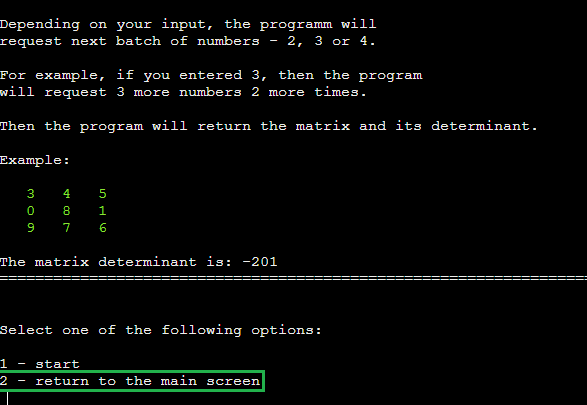 Depending on your input, the programm will
request next batch of numbers - 2, 3 or 4.
For example, if you entered 3, then the program
will request 3 more numbers 2 more times.
Then the program will return the matrix and its determinant.
Example:
3 4 5
0 8 1
9 7 6
The matrix determinant is: -201
=================================================================
Select one of the following options:
1 - start
2 - return to the main screen